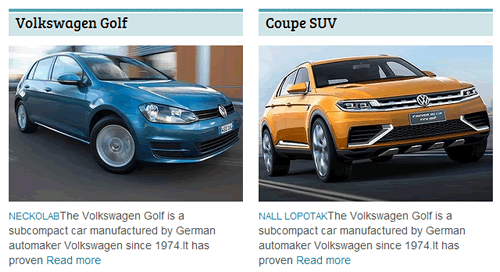 Volkswagen Golf
NECKOLABThe Volkswagen Golf is a
subcompact car manufactured by German
automaker Volkswagen since 1974.It has
proven Read more
Coupe SUV
NALL LOPOTAKThe Volkswagen Golf is a
subcompact car manufactured by German
automaker Volkswagen since 1974.It has
proven Read more